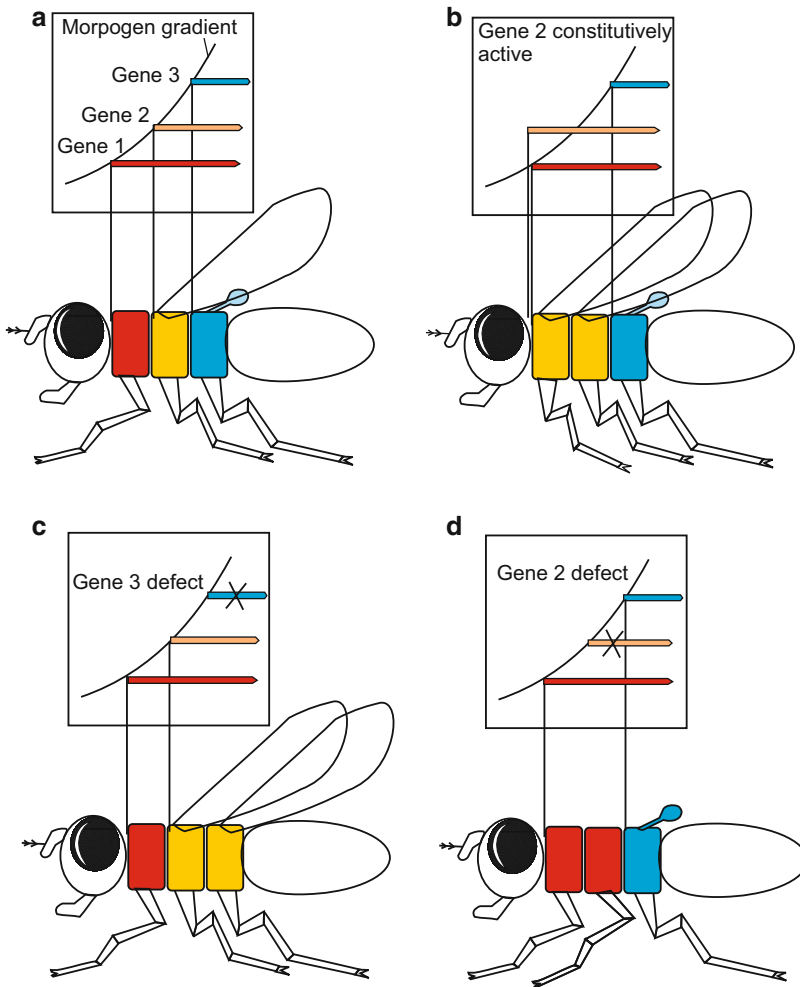 a
Morpogen gradient
Gene 3
Gene 2
Gene 1
b
Gene 2 constitutively
active
c
Gene 3 defect
d
Gene 2 defect